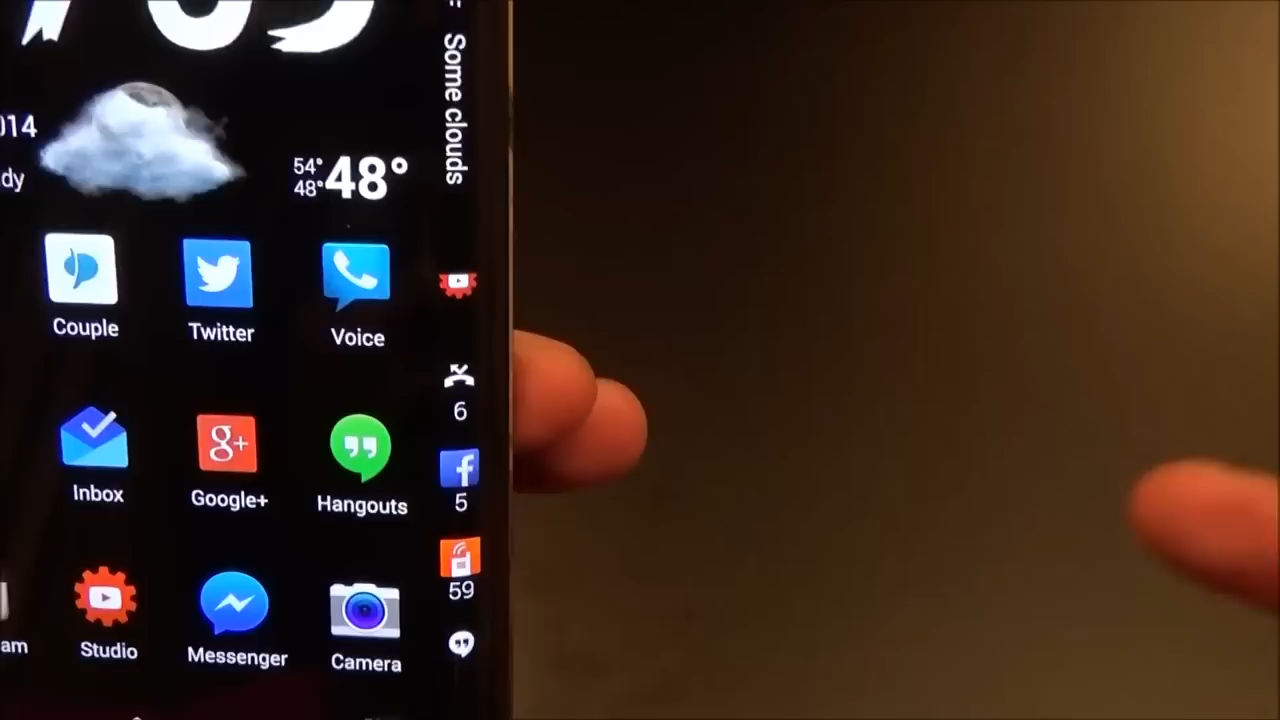 Some clouds
014
dy
54°
48°
48°
Couple
Twitter
Voice
6
Inbox
g+
Google+
Hangouts
f
5
59
am
Studio
Messenger
Camera